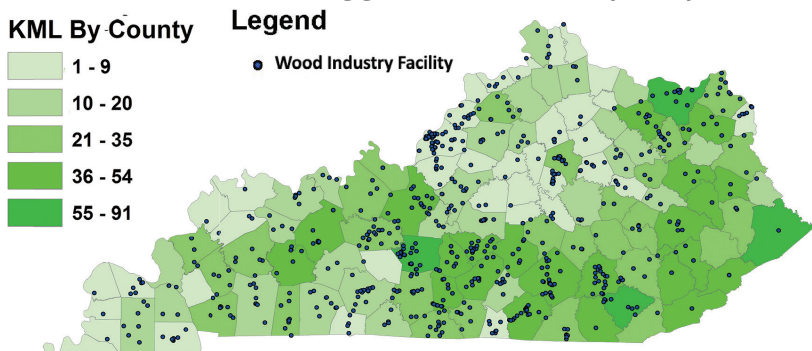 KML By County
1 - 9
10 - 20
21 - 35
36 - 54
55 - 91
Legend
Wood Industry Facility